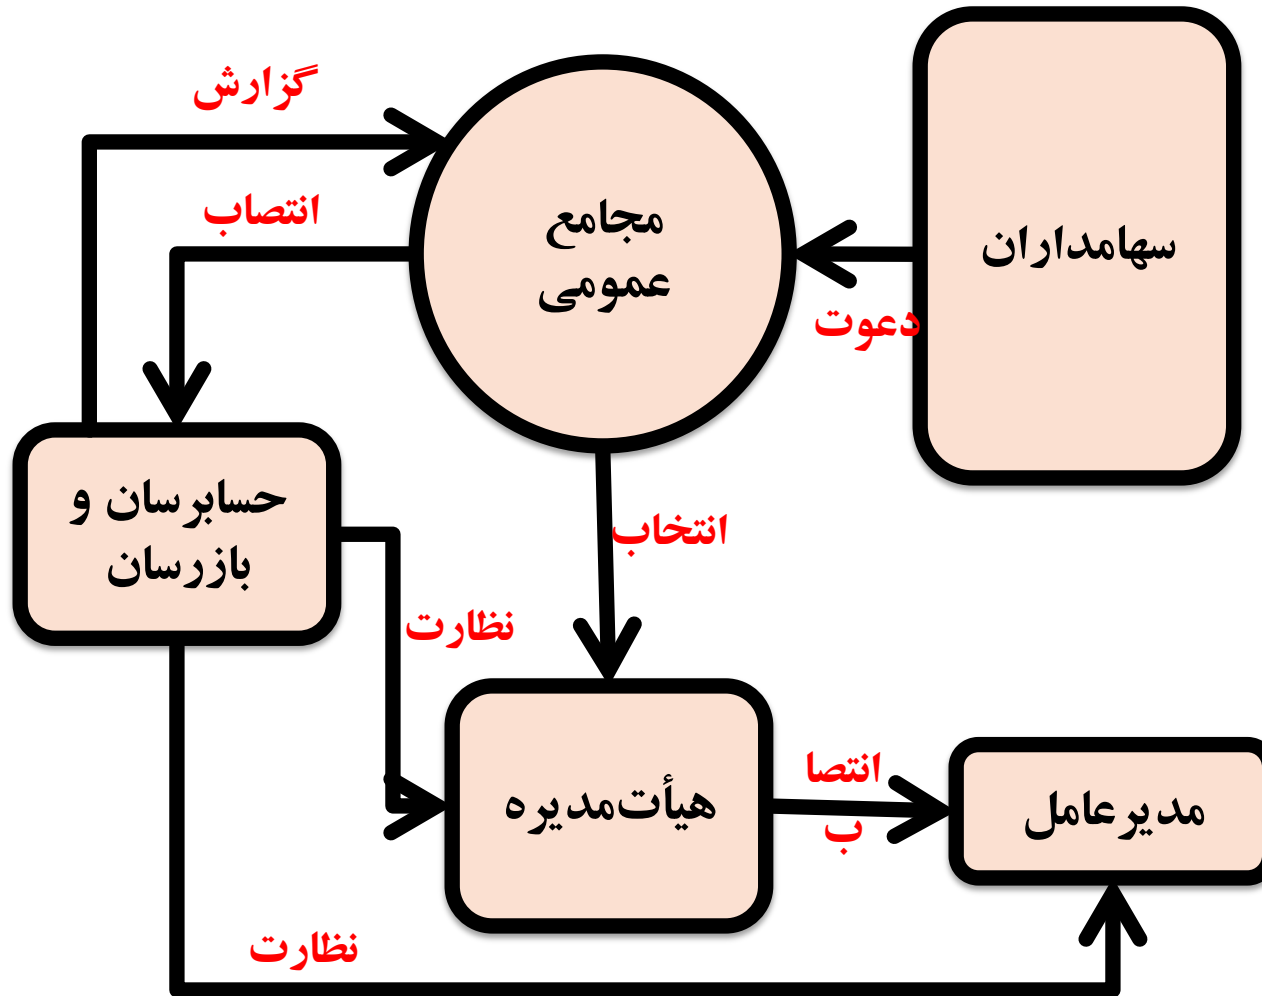 گزارش
انتصاب
مجامع
عمومی
سهامداران
دعوت
حسابرسان و
بازرسان
انتخاب
نظارت
هیأت‌مدیره
انتصا
ب
مدیرعامل
نظارت